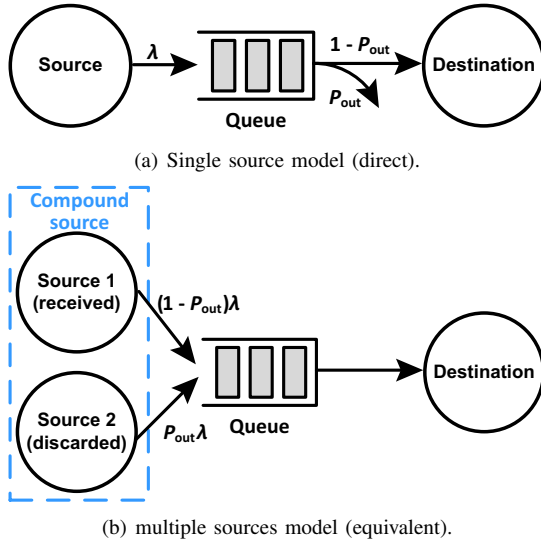 Source
λ
1 - Pout
Destination
Pout
Queue
(a) Single source model (direct).
Compound
source
Source 1
(received)
(1 - Pout)λ
Destination
Source 2
(discarded)
Poutλ
Queue
(b) multiple sources model (equivalent).